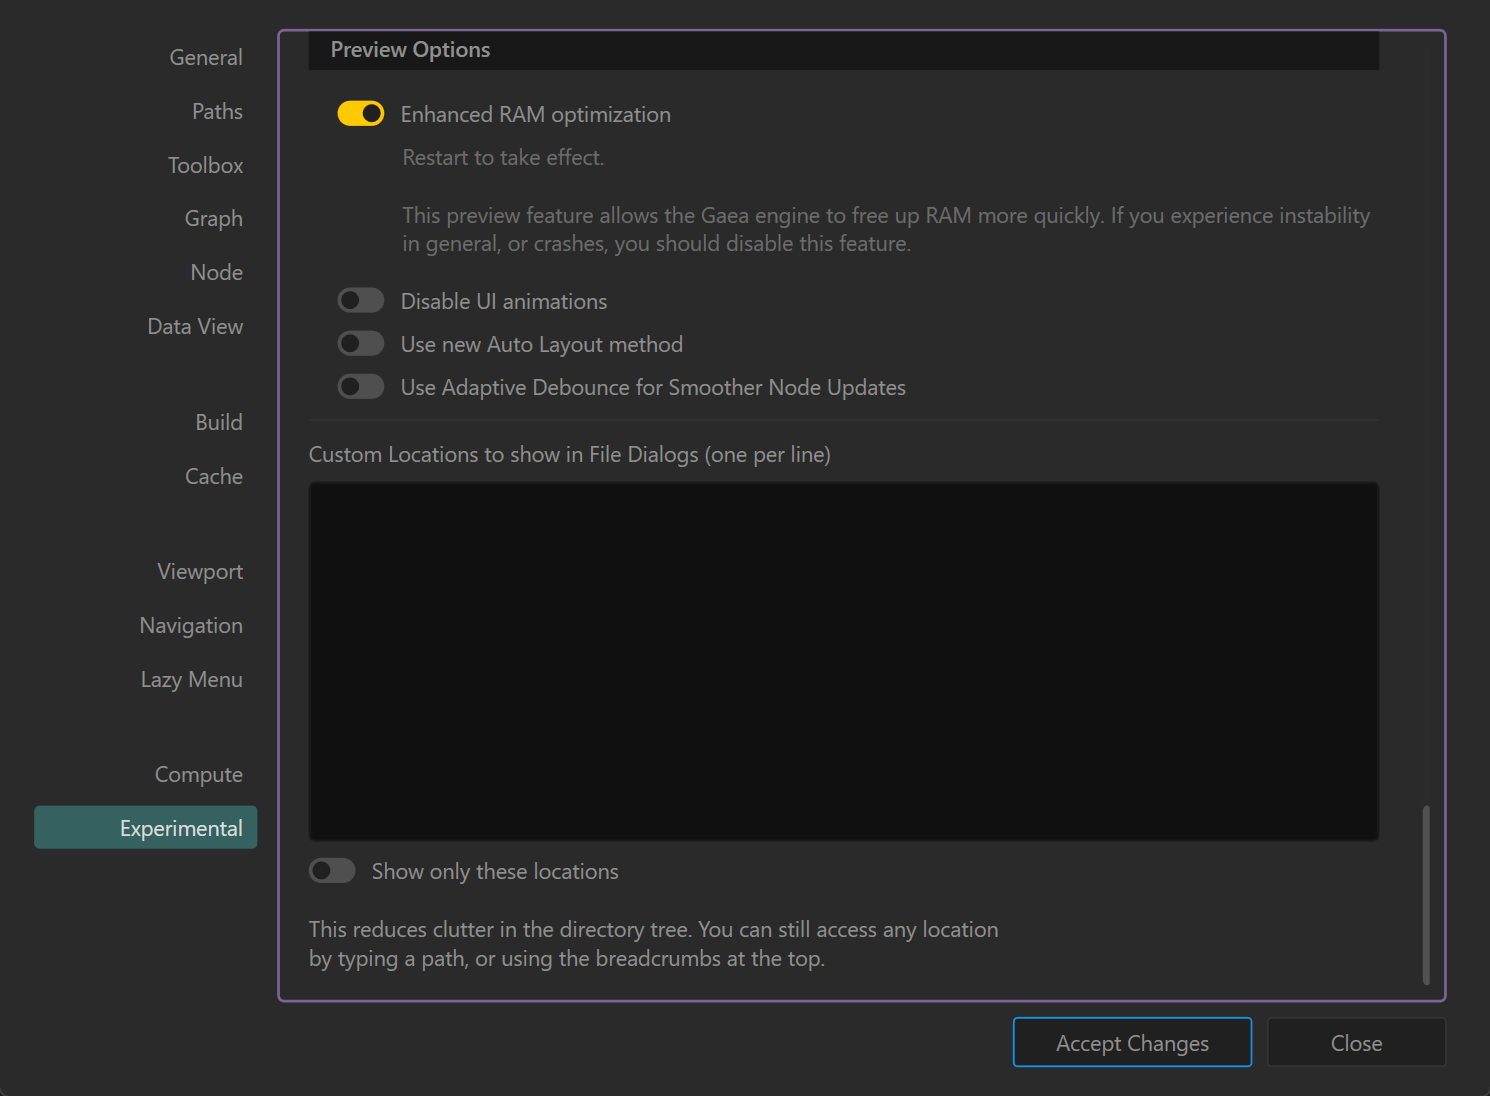 General
Paths
Toolbox
Graph
Node
Data View
Build
Cache
Viewport
Navigation
Lazy Menu
Compute
Experimental
Preview Options
Enhanced RAM optimization
Restart to take effect.
This preview feature allows the Gaea engine to free up RAM more quickly. If you experience instability
in general, or crashes, you should disable this feature.
Disable UI animations
Use new Auto Layout method
Use Adaptive Debounce for Smoother Node Updates
Custom Locations to show in File Dialogs (one per line)
Show only these locations
This reduces clutter in the directory tree. You can still access any location
by typing a path, or using the breadcrumbs at the top.
Accept Changes
Close